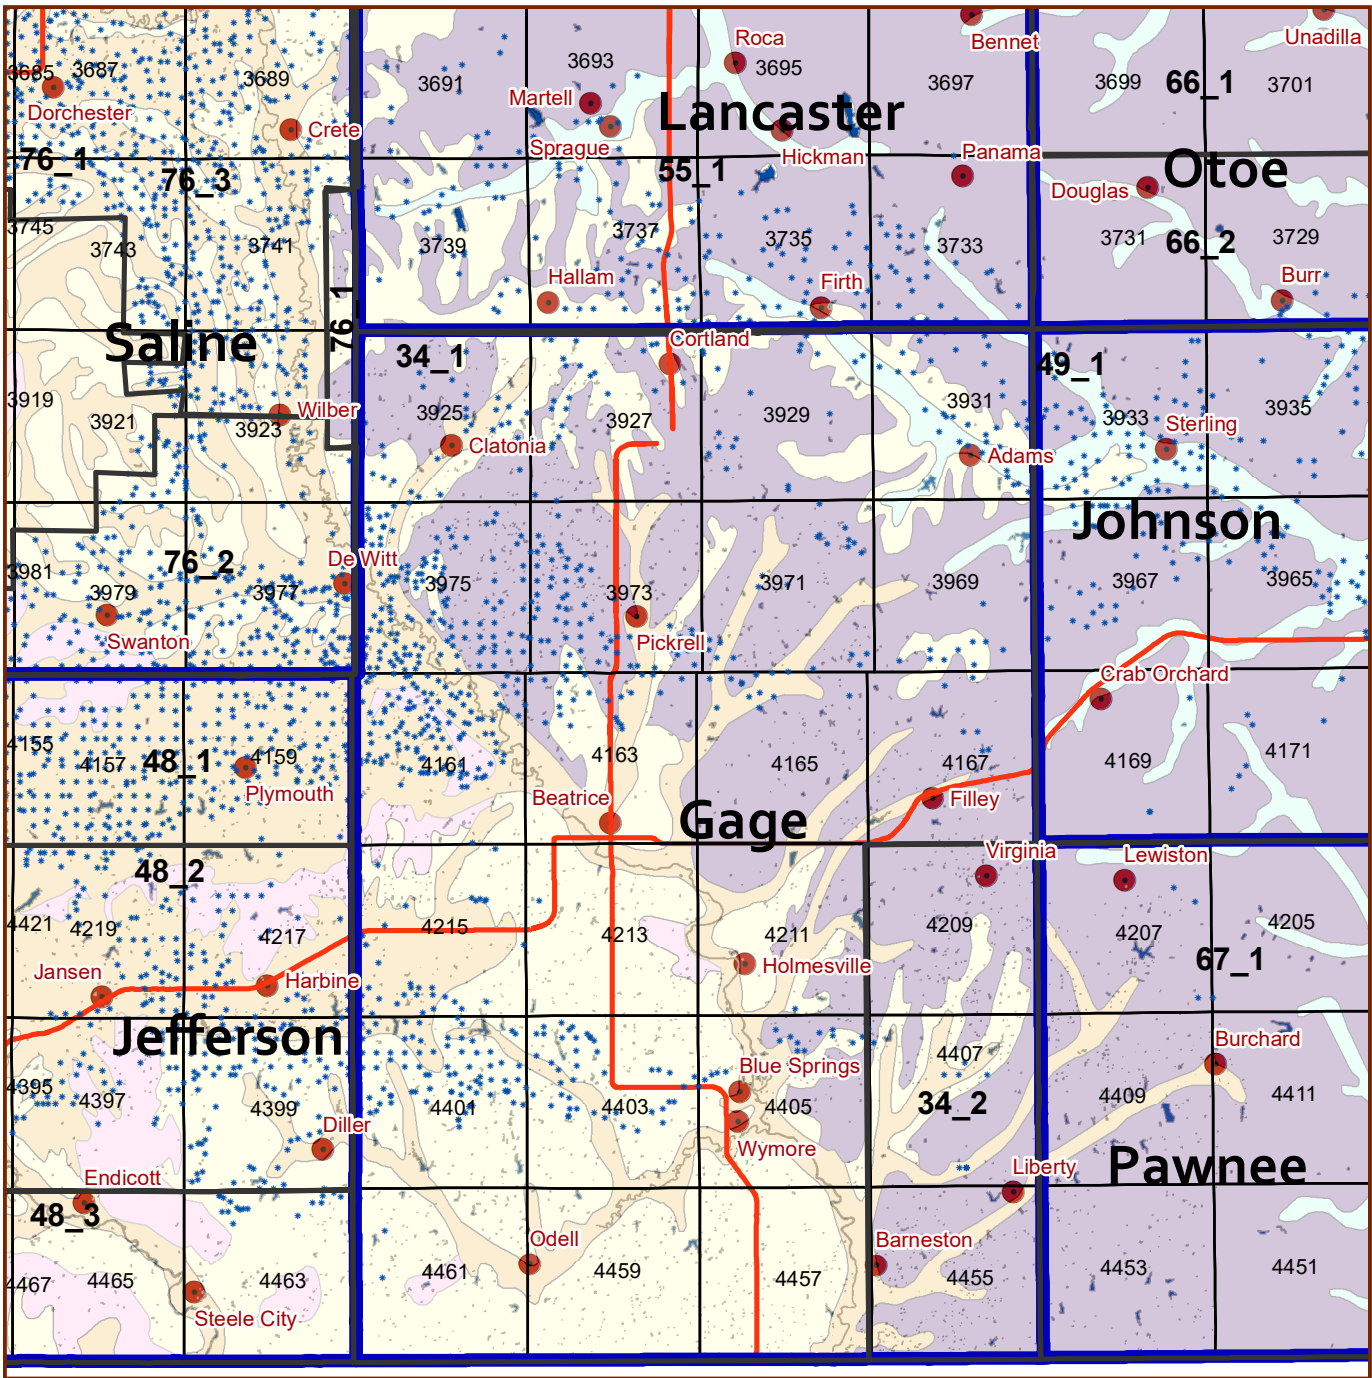 Roca
Bennet
Unadilla
3685
3687
3689
3691
3693
3695
3697
3699
66_1
3701
Dorchester
Crete
Martell
Lancaster
Sprague
Hickman
Panama
76_1
76_3
55_1
Otoe
Douglas
3745
3743
3741
3739
3737
3735
3733
3731
66_2
3729
Hallam
Firth
Burr
76_1
Saline
34_1
Cortland
49_1
3919
3921
3923
Wilber
3925
Clatonia
3927
3929
3931
Adams
3933
Sterling
3935
Johnson
76_2
De Witt
3981
3979
3977
3975
3973
3971
3969
3967
3965
Swanton
Pickrell
Crab Orchard
4155
4157
48_1
4159
4161
4163
4165
4167
4169
4171
Plymouth
Beatrice
Gage
Filley
48_2
Virginia
Lewiston
4421
4219
4217
4215
4213
4211
4209
4207
4205
67_1
Jansen
Harbine
Holmesville
Jefferson
Burchard
4395
4397
4399
4401
4403
Blue Springs
4405
4407
34_2
4409
4411
Diller
Wymore
Endicott
Liberty
Pawnee
48_3
Odell
Barneston
4467
4465
4463
4461
4459
4457
4455
4453
4451
Steele City